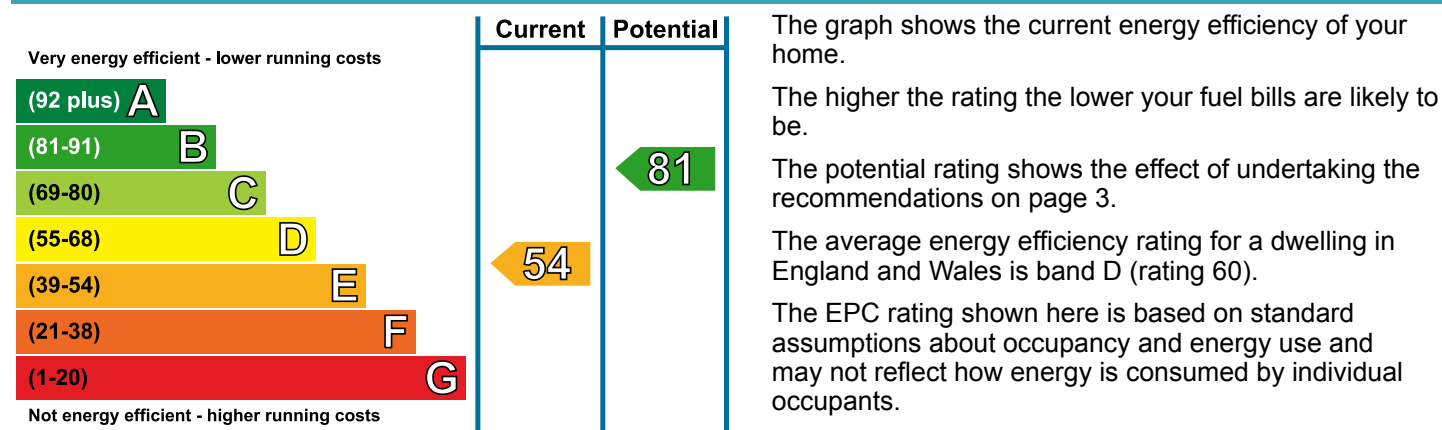 Current Potential
Very energy efficient - lower running costs
(92 plus) A
(81-91) B
(69-80) C
(55-68) D
(39-54) E
(21-38) F
(1-20) G
Not energy efficient - higher running costs
81
54
The graph shows the current energy efficiency of your
home.
The higher the rating the lower your fuel bills are likely to
be.
The potential rating shows the effect of undertaking the
recommendations on page 3.
The average energy efficiency rating for a dwelling in
England and Wales is band D (rating 60).
The EPC rating shown here is based on standard
assumptions about occupancy and energy use and
may not reflect how energy is consumed by individual
occupants.